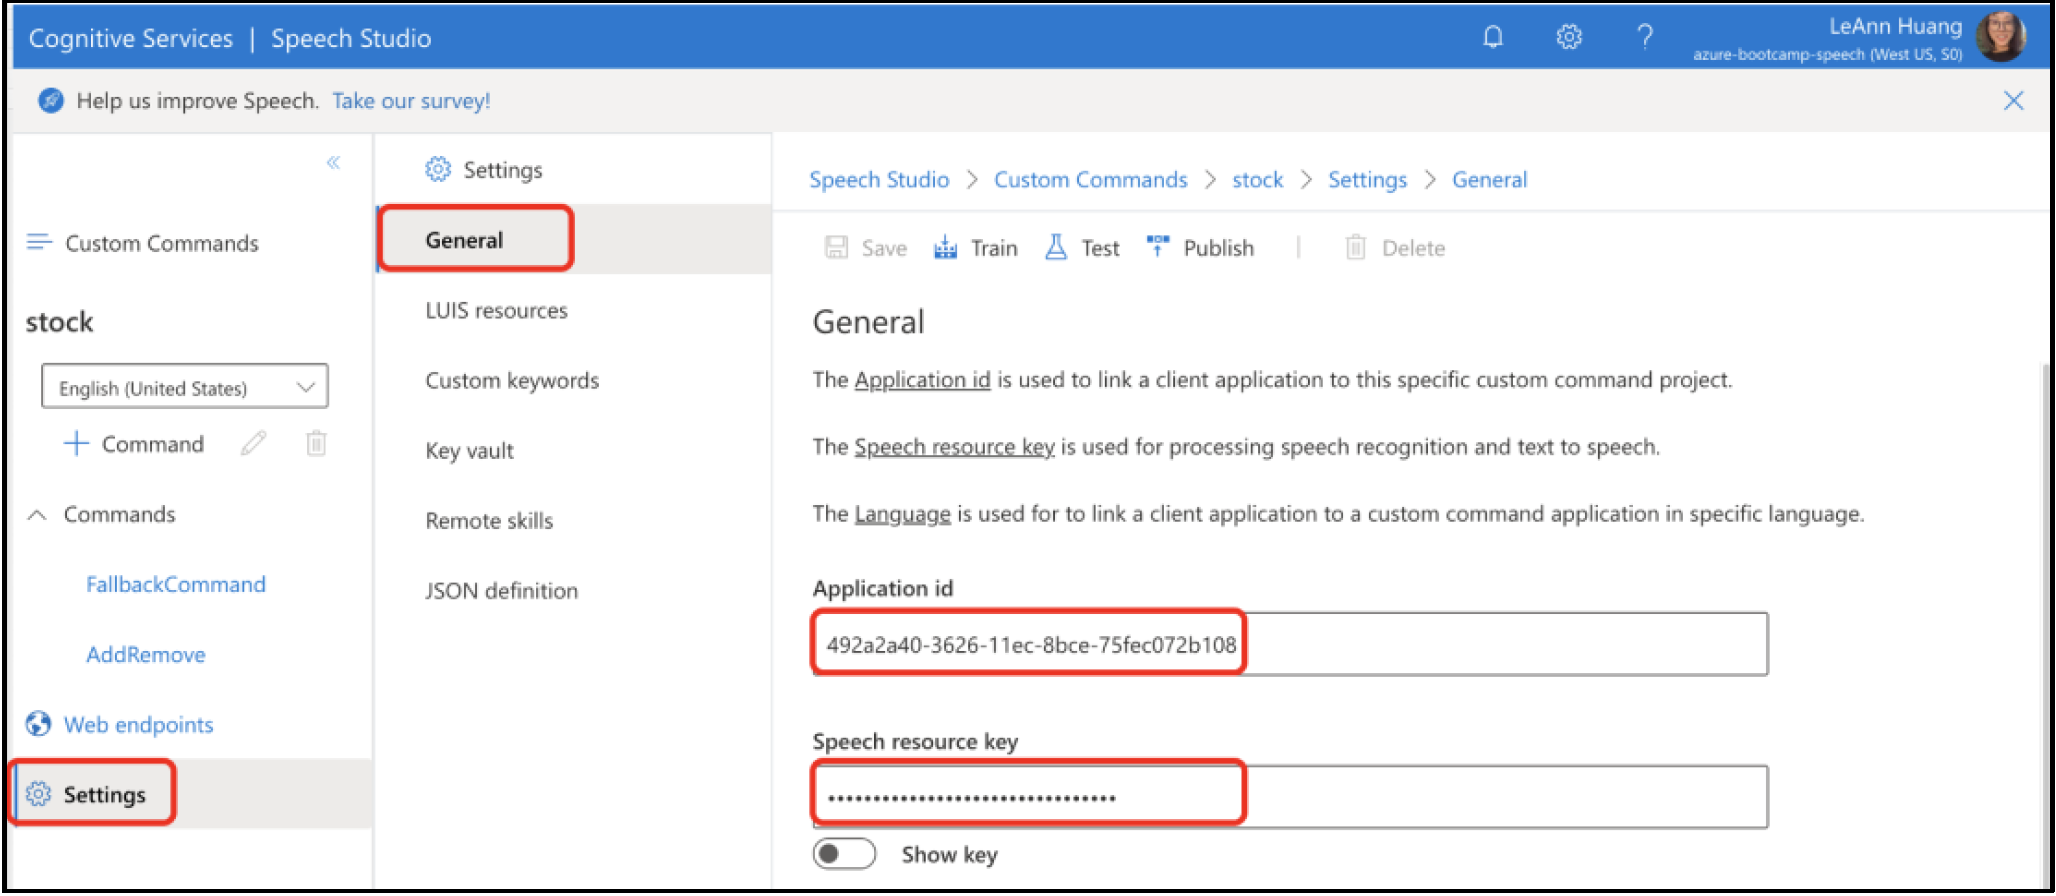 Cognitive Services | Speech Studio
LeAnn Huang
azure-bootcamp-speech (West US, S0)
Help us improve Speech. Take our survey!
Custom Commands
stock
English (United States)
Command
Commands
FallbackCommand
AddRemove
Web endpoints
Settings
Settings
General
LUIS resources
Custom keywords
Key vault
Remote skills
JSON definition
Speech Studio > Custom Commands > stock > Settings > General
Save Train Test Publish | Delete
General
The Application id is used to link a client application to this specific custom command project.
The Speech resource key is used for processing speech recognition and text to speech.
The Language is used for to link a client application to a custom command application in specific language.
Application id
492a2a40-3626-11ec-8bce-75fec072b108
Speech resource key
••••••••••••••••••••••••••••••••
Show key